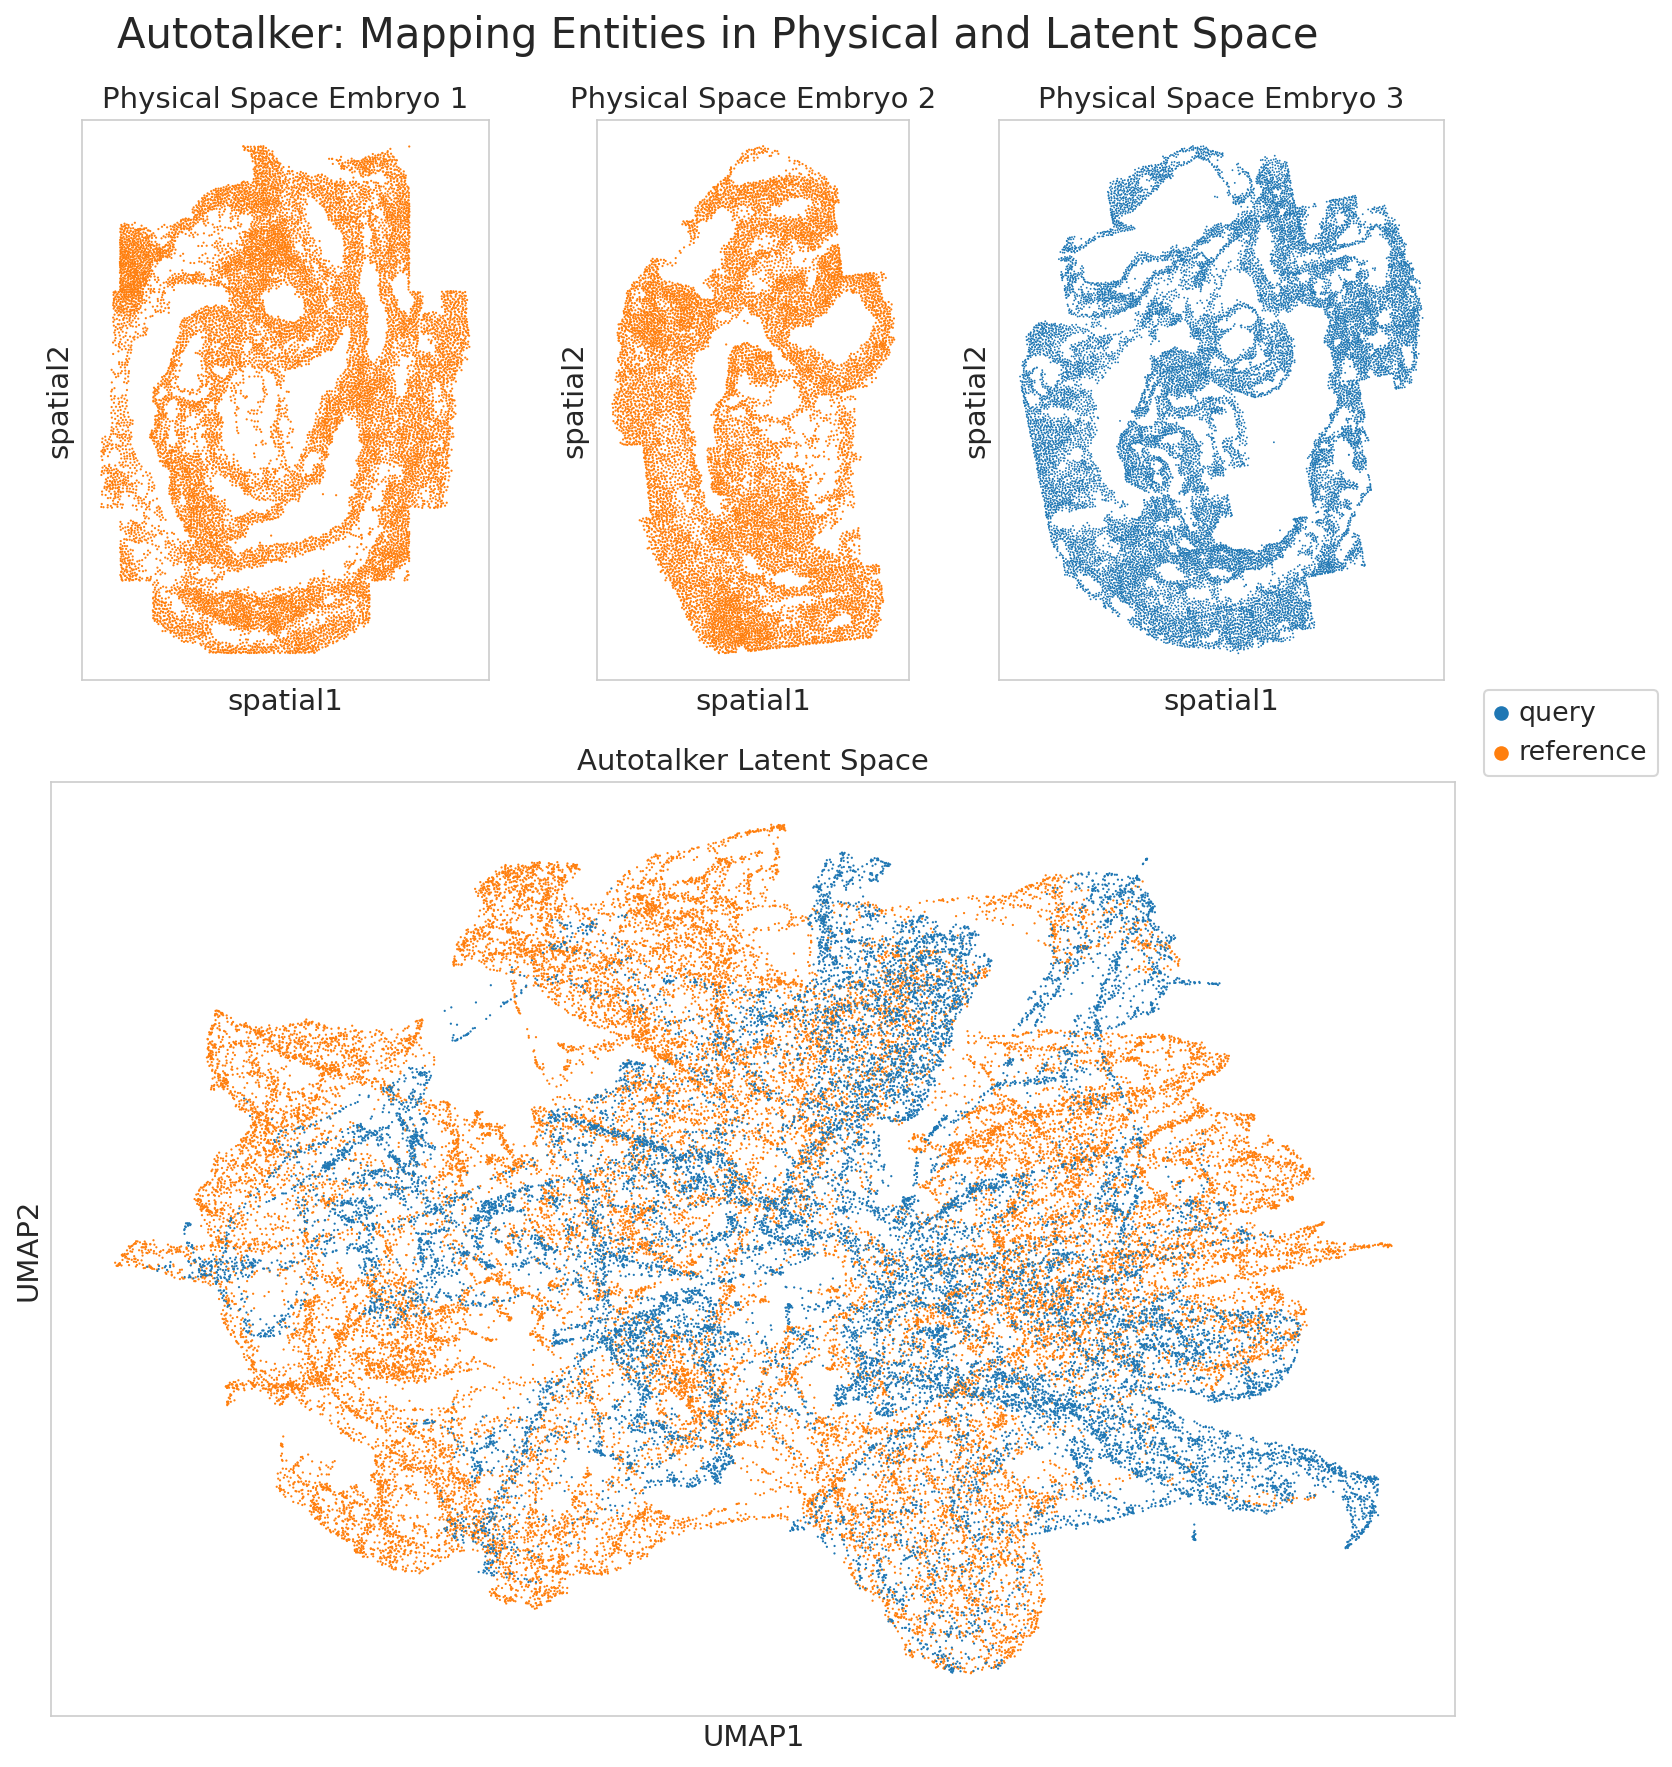 Autotalker: Mapping Entities in Physical and Latent Space
Physical Space Embryo 1
Physical Space Embryo 2
Physical Space Embryo 3
spatial2
spatial2
spatial2
spatial1
spatial1
spatial1
query
reference
Autotalker Latent Space
UMAP2
UMAP1